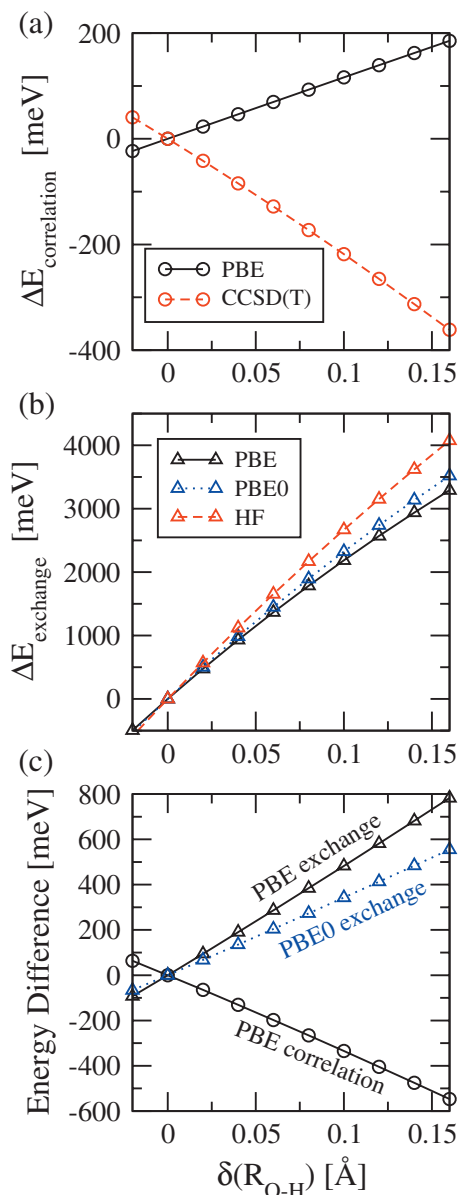 (a)
200
0
-200
-400
ΔE_correlation [meV]
PBE
CCSD(T)
0 0.05 0.1 0.15
(b)
4000
3000
2000
1000
0
ΔE_exchange [meV]
PBE
PBE0
HF
0 0.05 0.1 0.15
(c)
800
600
400
200
0
-200
-400
-600
Energy Difference [meV]
PBE exchange
PBE0 exchange
PBE correlation
0 0.05 0.1 0.15
δ(R_O-H) [Å]